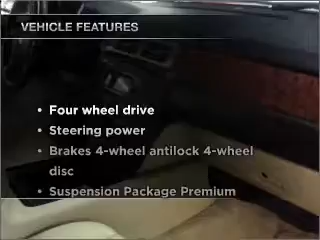 VEHICLE FEATURES
• Four wheel drive
• Steering power
• Brakes 4-wheel antilock 4-wheel
disc
• Suspension Package Premium